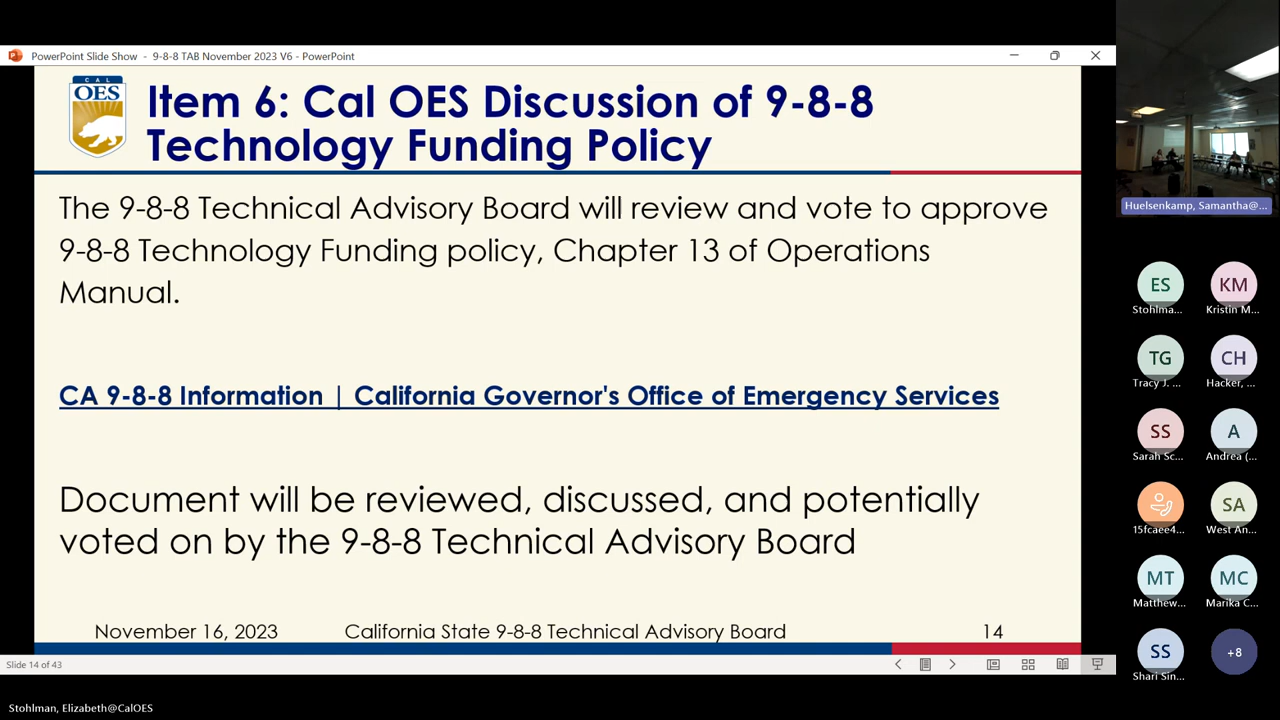 PowerPoint Slide Show - 9-8-8 TAB November 2023 V6 - PowerPoint
CAL
OES
Item 6: Cal OES Discussion of 9-8-8
Technology Funding Policy
The 9-8-8 Technical Advisory Board will review and vote to approve
9-8-8 Technology Funding policy, Chapter 13 of Operations
Manual.
CA 9-8-8 Information | California Governor's Office of Emergency Services
Document will be reviewed, discussed, and potentially
voted on by the 9-8-8 Technical Advisory Board
November 16, 2023 California State 9-8-8 Technical Advisory Board 14
Slide 14 of 43
Huelsenkamp, Samantha@...
ES KM
Stohlma... Kristin M...
TG CH
Tracy J. ... Hacker, ...
SS A
Sarah Sc... Andrea (...
SA
15fcaee4... West An...
MT MC
Matthew... Marika C...
SS +8
Shari Sin...
Stohlman, Elizabeth@CalOES